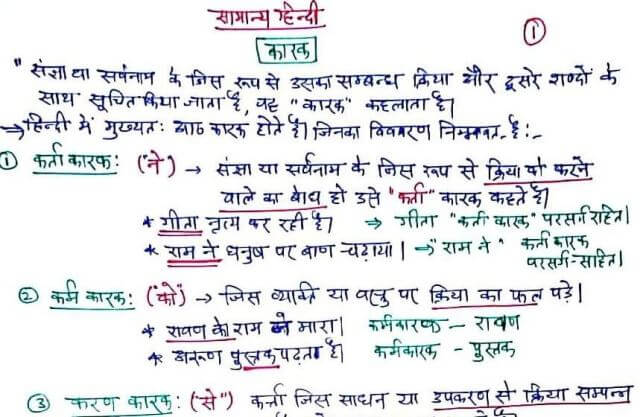 सामान्य हिन्दी
कारक
①
"संज्ञा या सर्वनाम के जिस रूप से उसका सम्बन्ध क्रिया और दूसरे शब्दों के
साथ सूचित किया जाता है, वह "कारक" कहलाता है।
→ हिन्दी में मुख्यतः आठ कारक होते हैं। जिनका विववरण निम्नवत् है:-
① कर्ता कारक: (ने) → संज्ञा या सर्वनाम के जिस रूप से क्रिया को करने
वाले का बोध हो उसे "कर्ता" कारक कहते हैं।
* गीता नृत्य कर रही है। ⇒ गीता "कर्ता कारक" परसर्ग रहित।
* राम ने धनुष पर बाण चढ़ाया। → "राम ने" कर्ता कारक
परसर्ग-सहित।
② कर्म कारक: ("को") → जिस व्यक्ति या वस्तु पर क्रिया का फल पड़े।
* रावण को राम ने मारा। कर्मकारक – रावण
* अरूण पुस्तक पढ़ता है। कर्मकारक - पुस्तक
③ करण कारक: ("से") कर्त्ता जिस साधन या उपकरण से क्रिया सम्पन्न